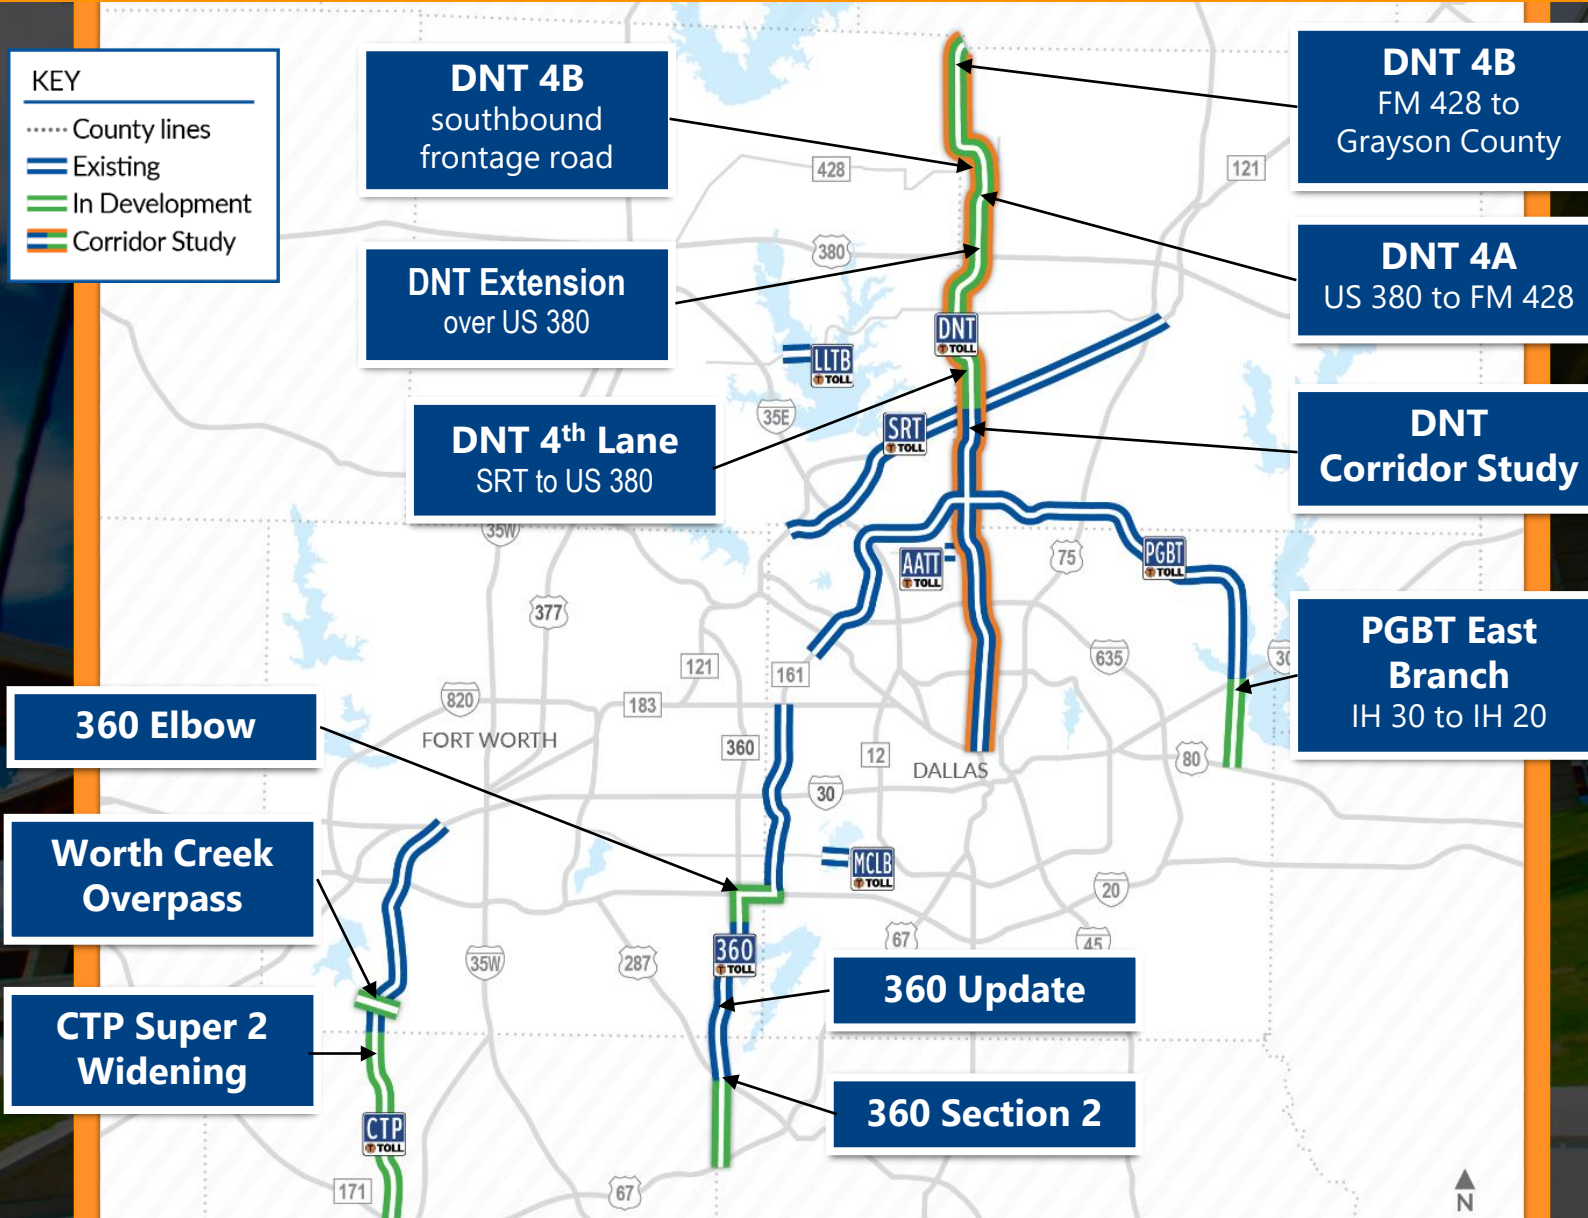 KEY
County lines
Existing
In Development
Corridor Study
DNT 4B
southbound
frontage road
DNT 4B
FM 428 to
Grayson County
428
121
380
DNT Extension
over US 380
DNT 4A
US 380 to FM 428
DNT
TOLL
LLTB
TOLL
35E
SRT
TOLL
DNT 4th Lane
SRT to US 380
DNT
Corridor Study
35W
AATT
TOLL
75
PGBT
TOLL
377
121
161
635
30
PGBT East
Branch
IH 30 to IH 20
820
183
360 Elbow
FORT WORTH
360
12
DALLAS
80
30
Worth Creek
Overpass
MCLB
TOLL
20
67
45
360
TOLL
35W
287
360 Update
CTP Super 2
Widening
360 Section 2
CTP
TOLL
171
67
N